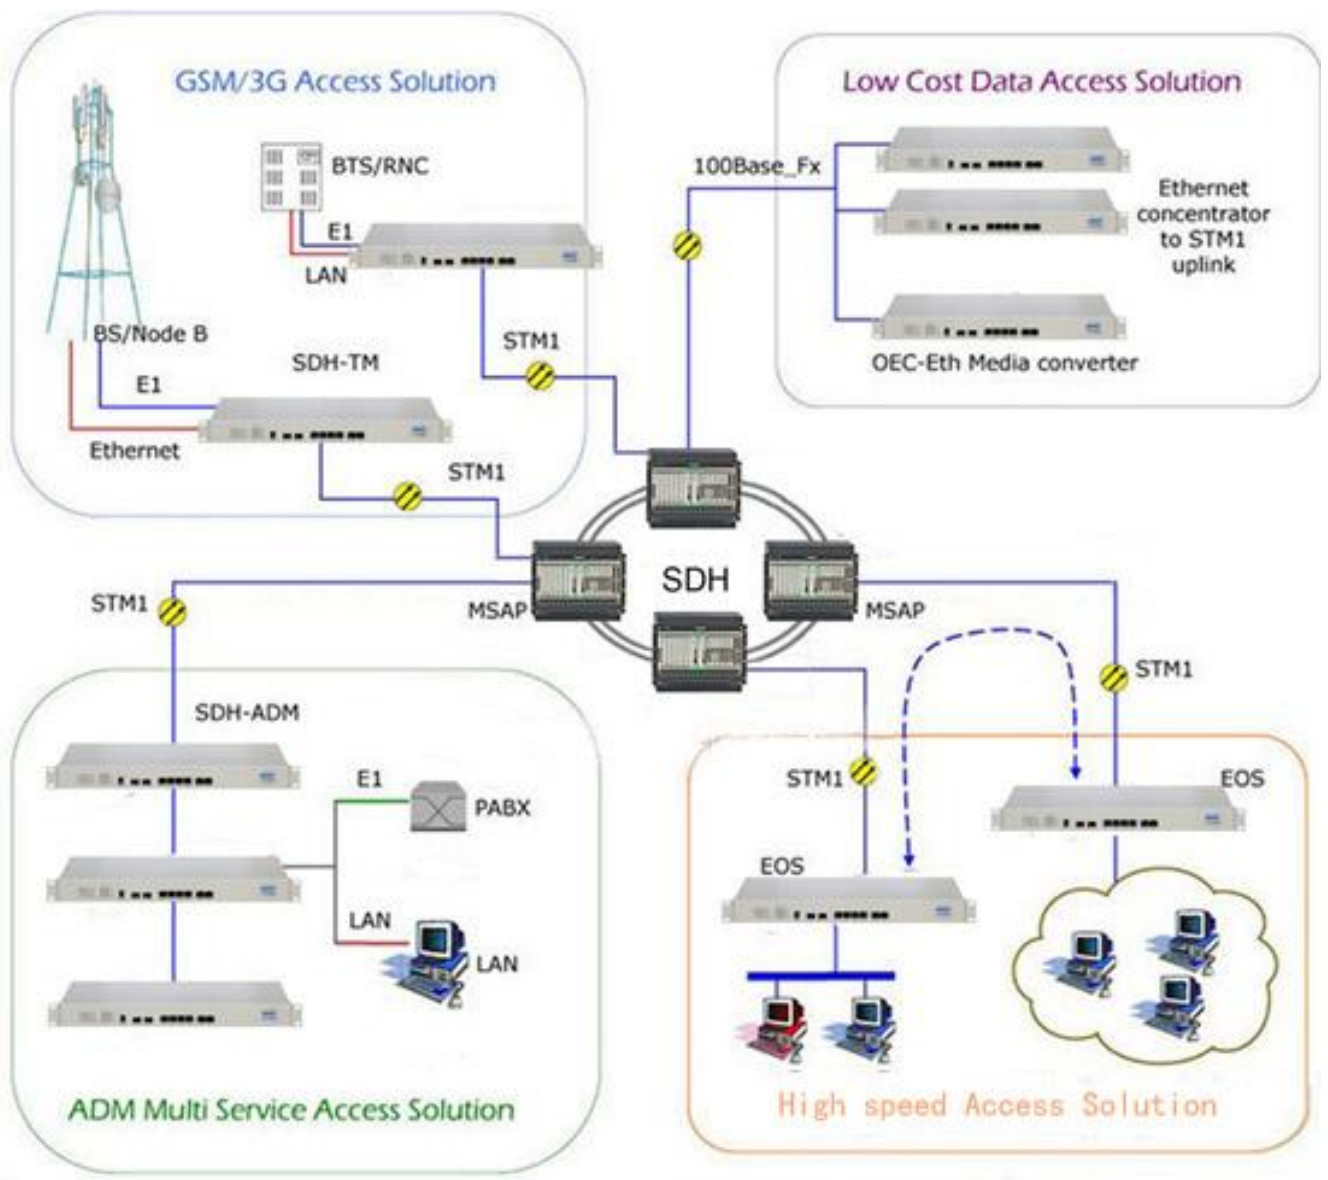 GSM/3G Access Solution
BTS/RNC
E1
LAN
BS/Node B
SDH-TM
E1
Ethernet
STM1
STM1
Low Cost Data Access Solution
100Base_Fx
Ethernet
concentrator
to STM1
uplink
OEC-Eth Media converter
SDH
MSAP
MSAP
STM1
SDH-ADM
E1
PABX
LAN
LAN
ADM Multi Service Access Solution
STM1
STM1
EOS
EOS
High speed Access Solution